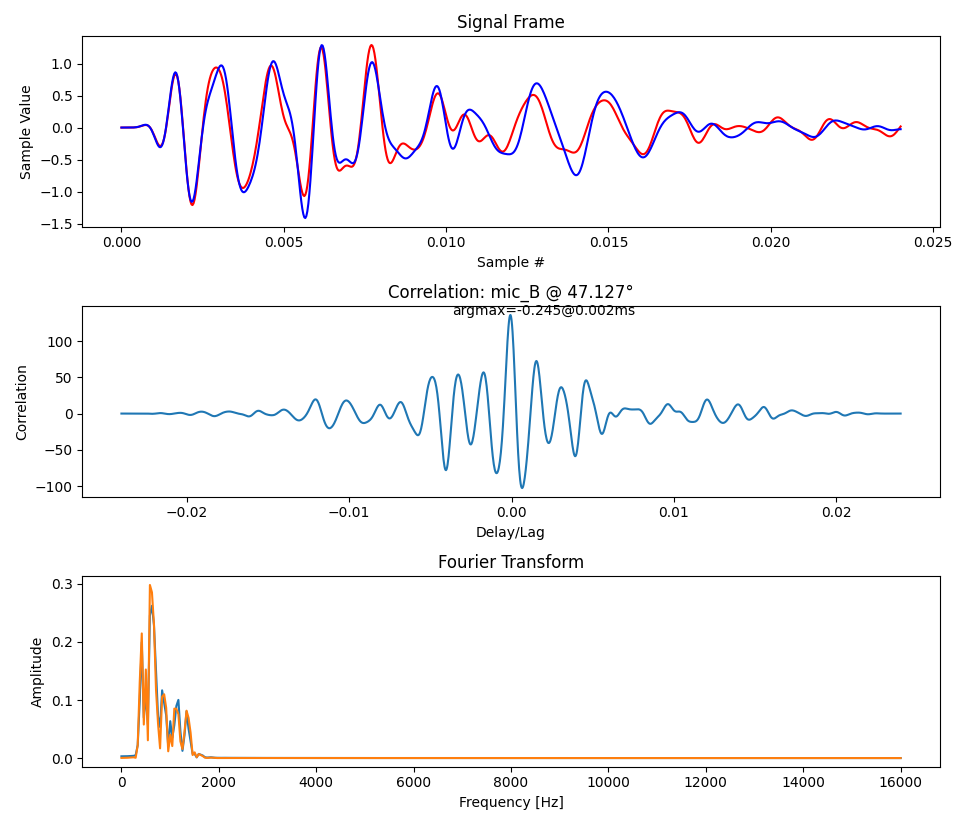 Signal Frame
1.0
0.5
0.0
−0.5
−1.0
−1.5
Sample Value
0.000 0.005 0.010 0.015 0.020 0.025
Sample #
Correlation: mic_B @ 47.127°
argmax=-0.245@0.002ms
100
50
0
−50
−100
Correlation
−0.02 −0.01 0.00 0.01 0.02
Delay/Lag
Fourier Transform
0.3
0.2
0.1
0.0
Amplitude
0 2000 4000 6000 8000 10000 12000 14000 16000
Frequency [Hz]